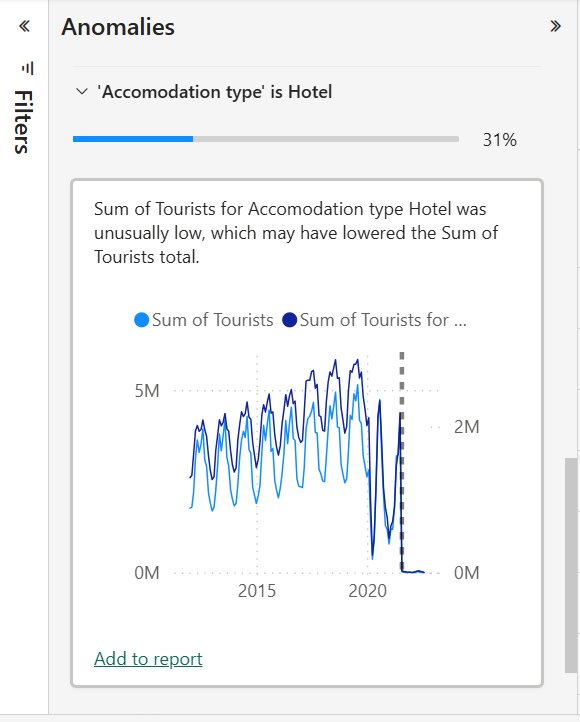 Anomalies
Filters
'Accomodation type' is Hotel
31%
Sum of Tourists for Accomodation type Hotel was
unusually low, which may have lowered the Sum of
Tourists total.
Sum of Tourists Sum of Tourists for ...
5M
2M
0M 0M
2015 2020
Add to report